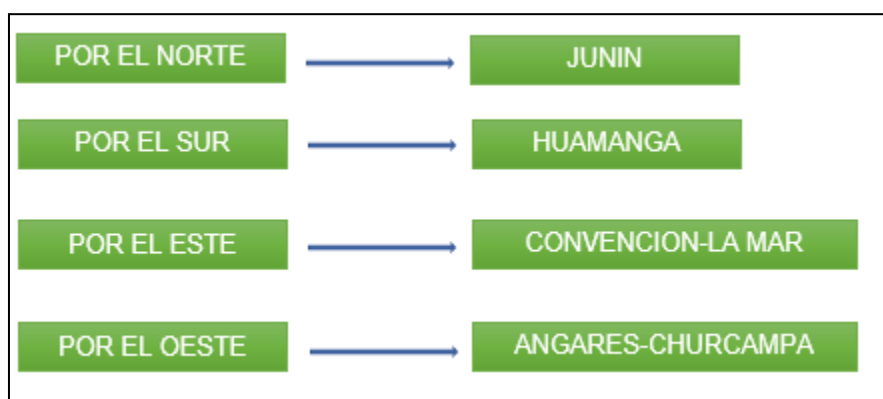 POR EL NORTE JUNIN
POR EL SUR HUAMANGA
POR EL ESTE CONVENCION-LA MAR
POR EL OESTE ANGARES-CHURCAMPA